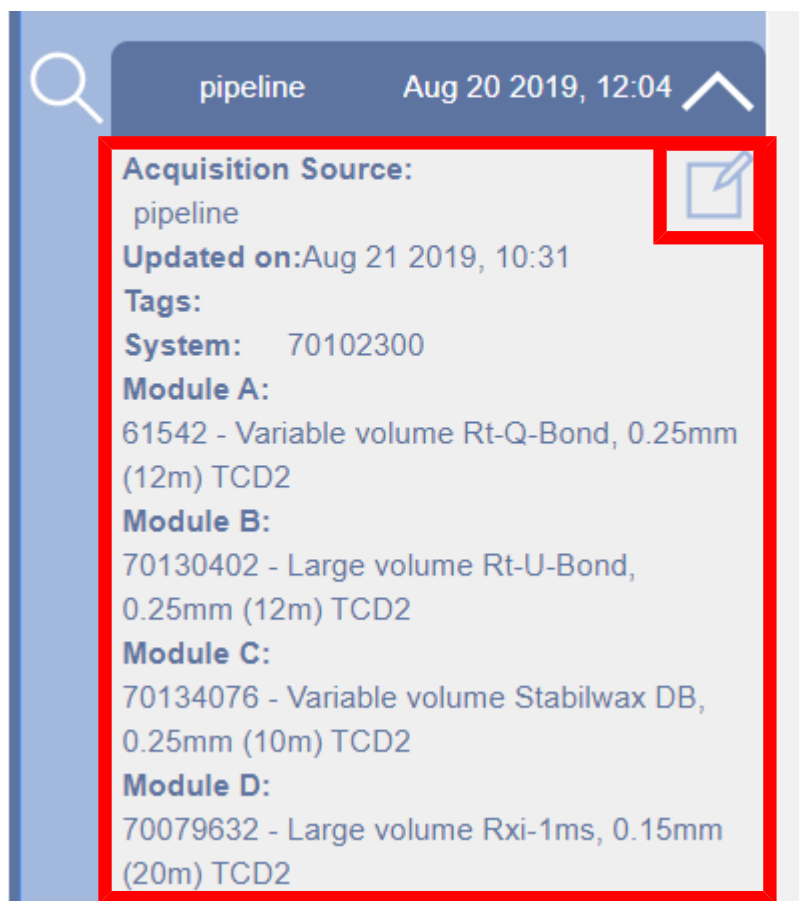 pipeline Aug 20 2019, 12:04
Acquisition Source:
pipeline
Updated on:Aug 21 2019, 10:31
Tags:
System: 70102300
Module A:
61542 - Variable volume Rt-Q-Bond, 0.25mm
(12m) TCD2
Module B:
70130402 - Large volume Rt-U-Bond,
0.25mm (12m) TCD2
Module C:
70134076 - Variable volume Stabilwax DB,
0.25mm (10m) TCD2
Module D:
70079632 - Large volume Rxi-1ms, 0.15mm
(20m) TCD2